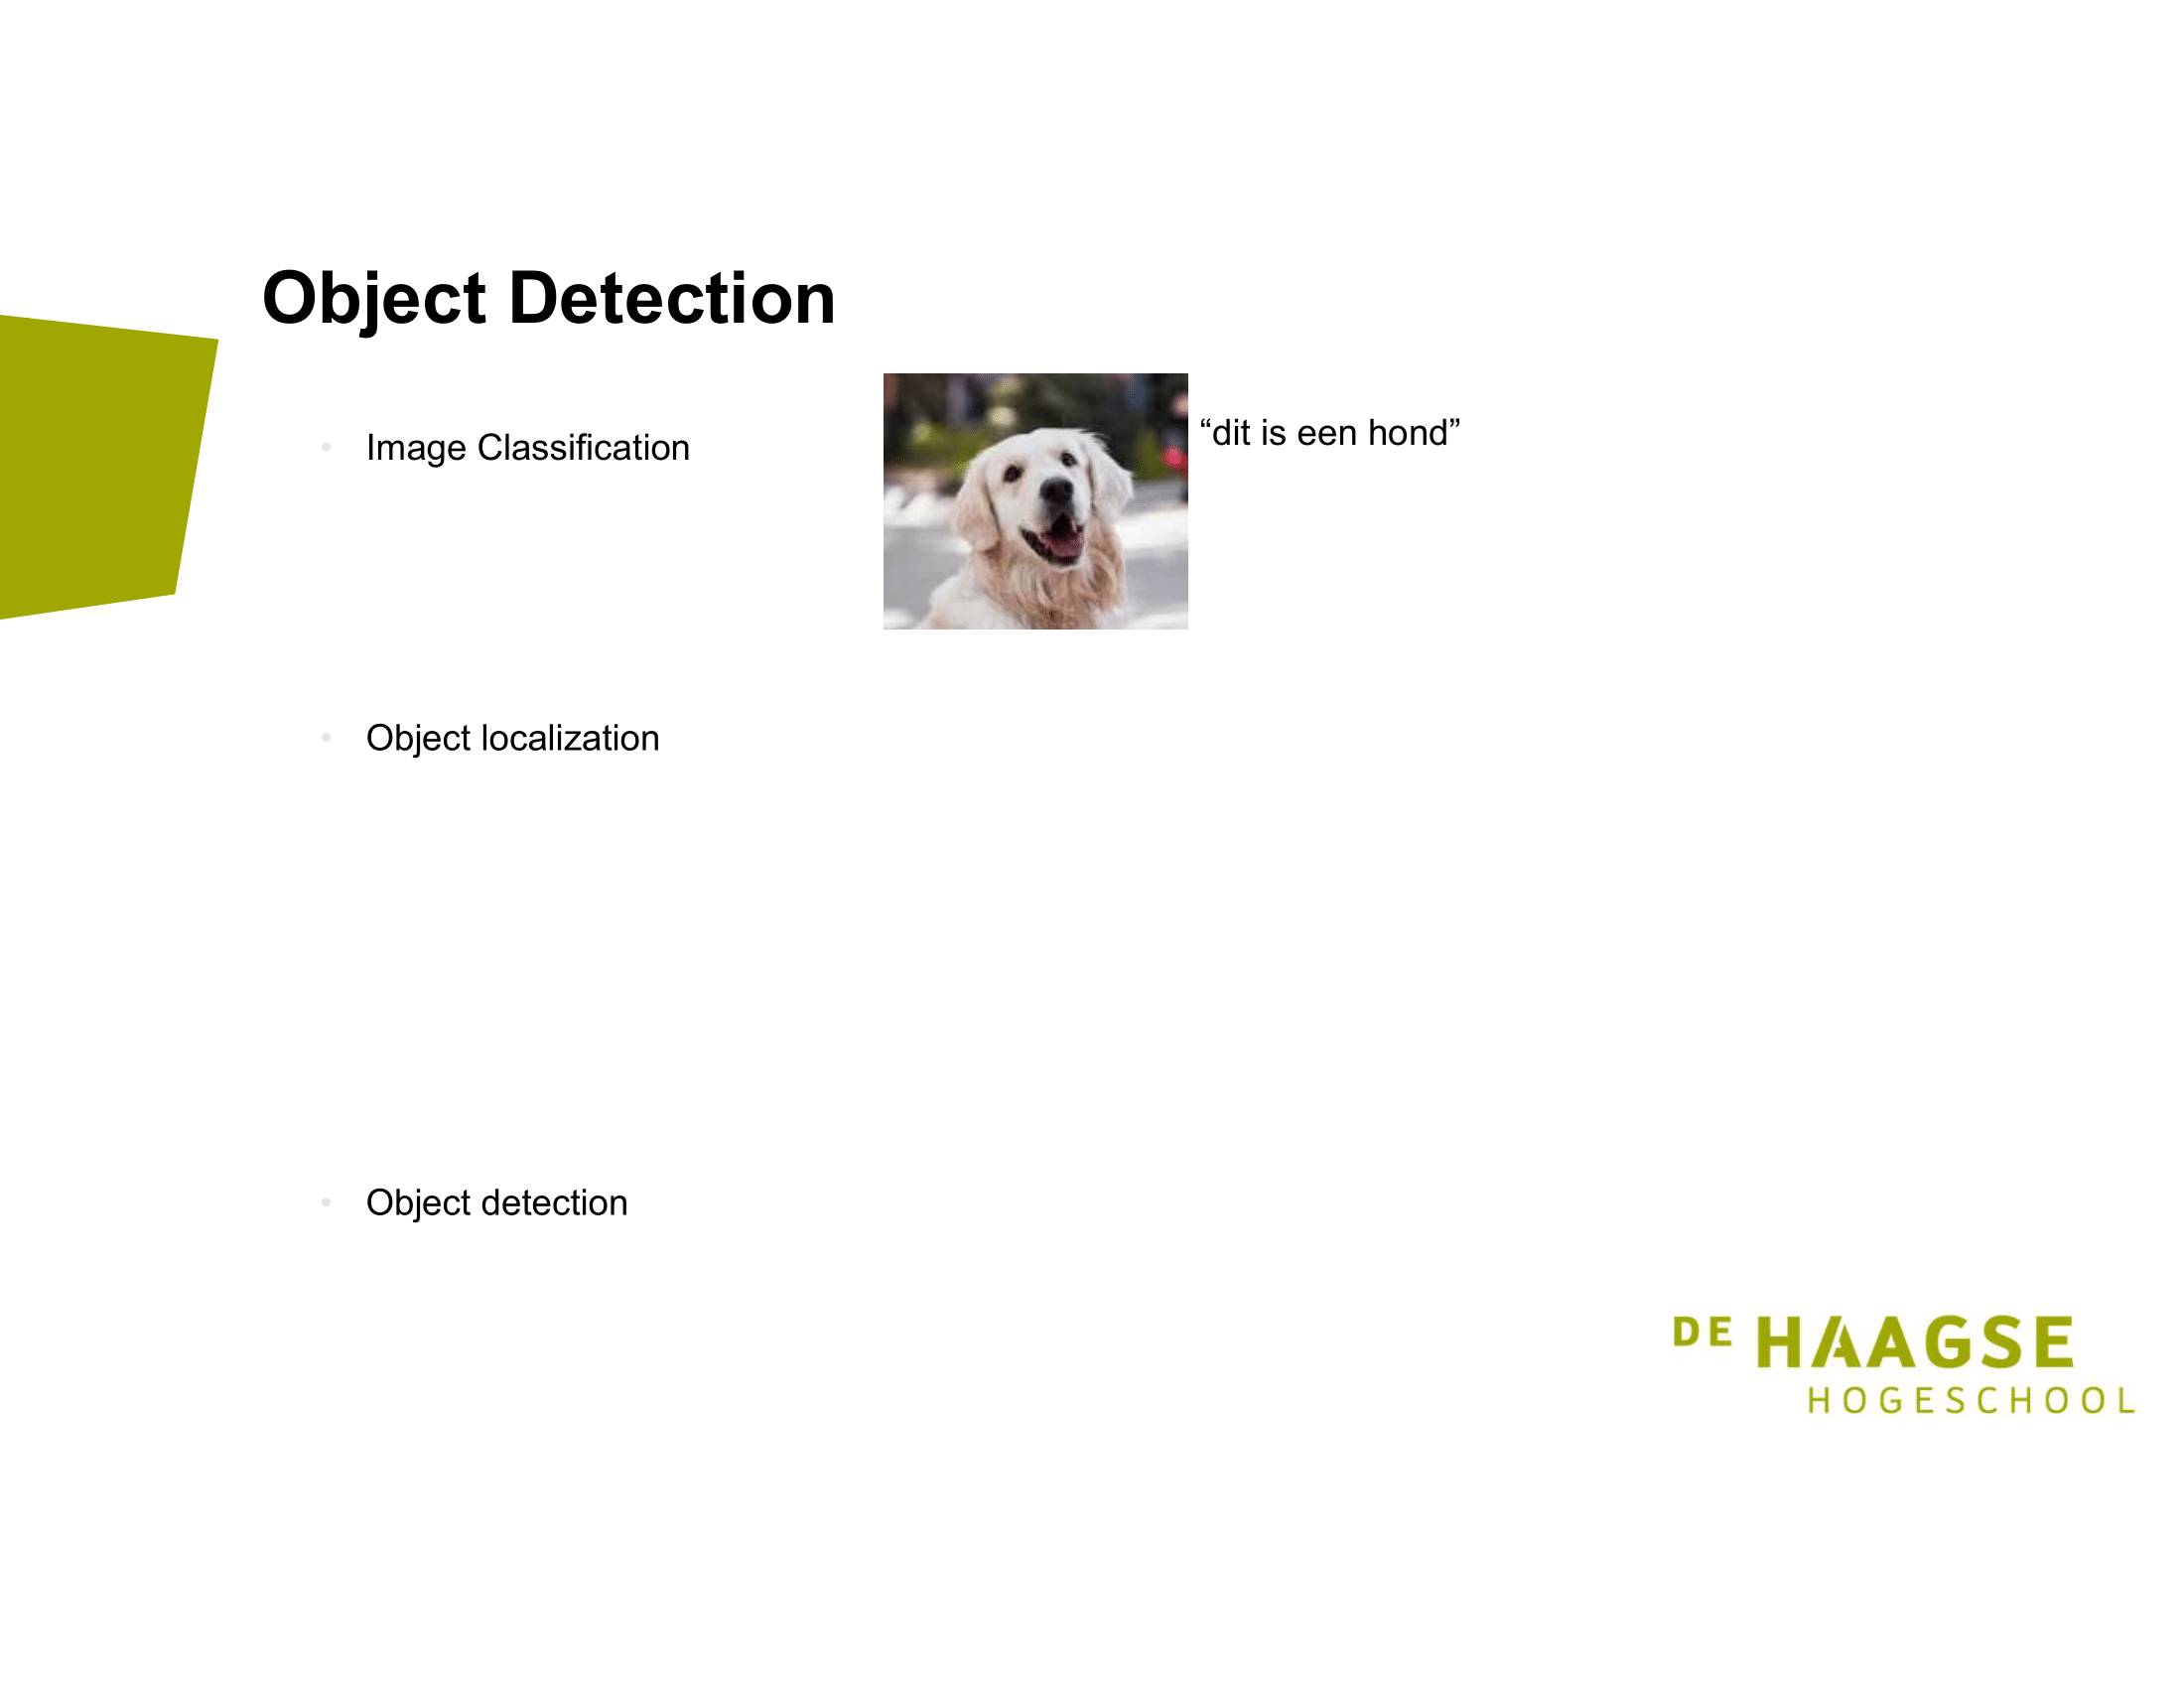 Object Detection
• Image Classification
“dit is een hond”
• Object localization
• Object detection
DE HAAGSE
HOGESCHOOL